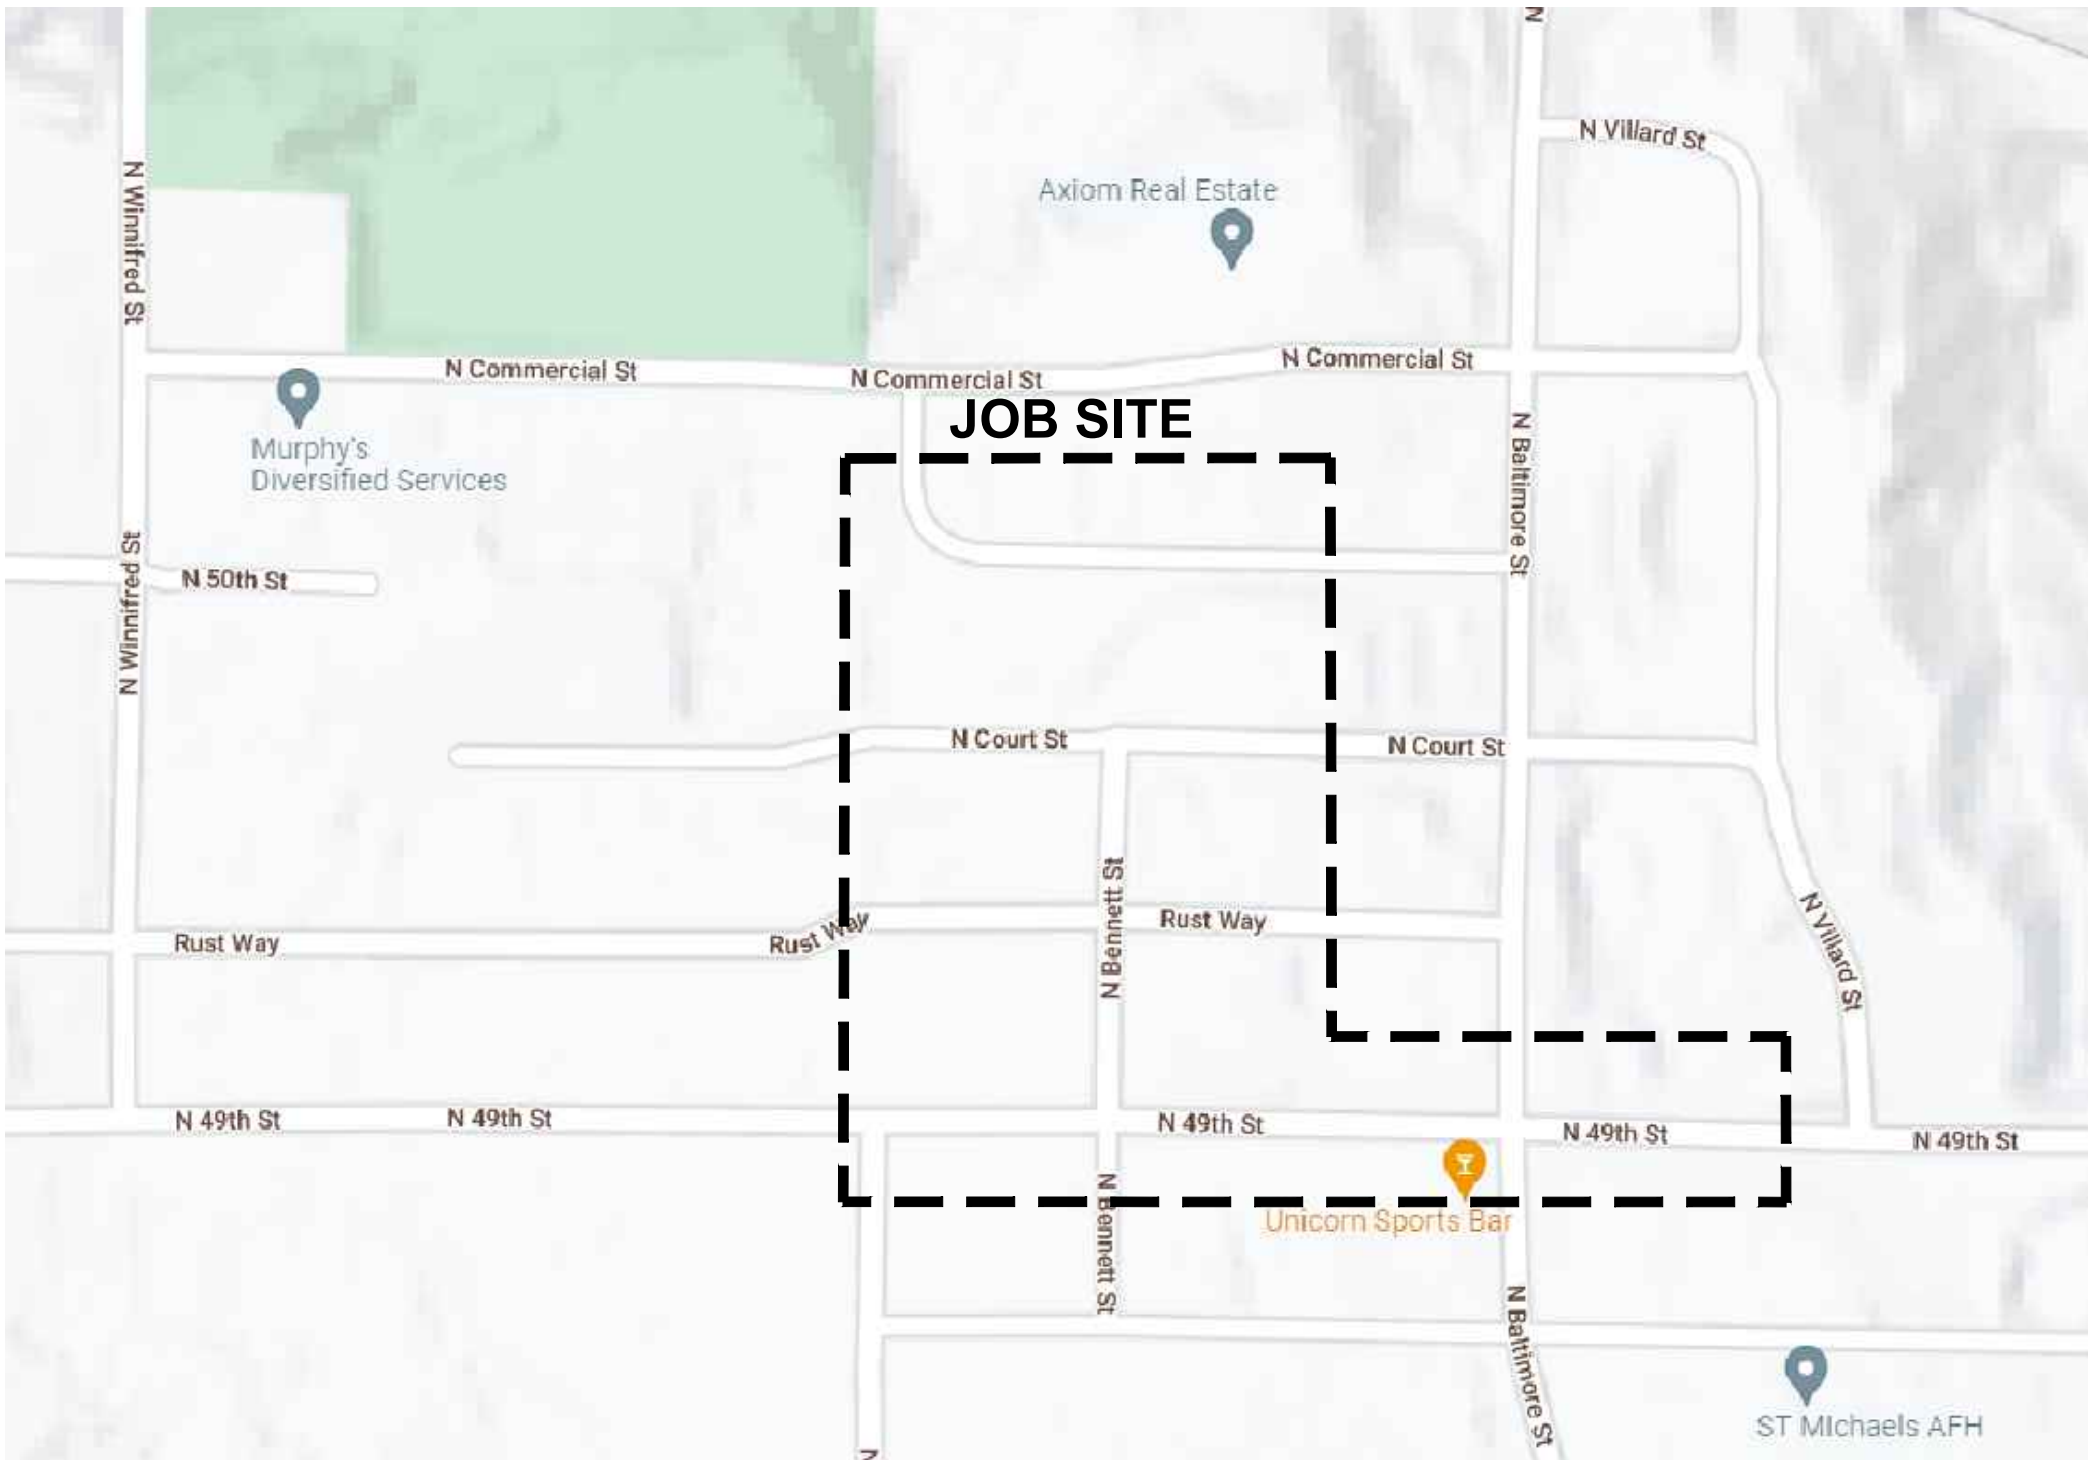 N
N Villard St
N Winnifred St
Axiom Real Estate
N Commercial St
N Commercial St
N Commercial St
JOB SITE
Murphy's
Diversified Services
N Baltimore St
N 50th St
N Winnifred St
N Court St
N Court St
N Bennett St
Rust Way
Rust Way
Rust Way
N Villard St
N 49th St
N 49th St
N 49th St
N 49th St
N 49th St
N Bennett St
Unicorn Sports Bar
N Baltimore St
ST Michaels AFH
N